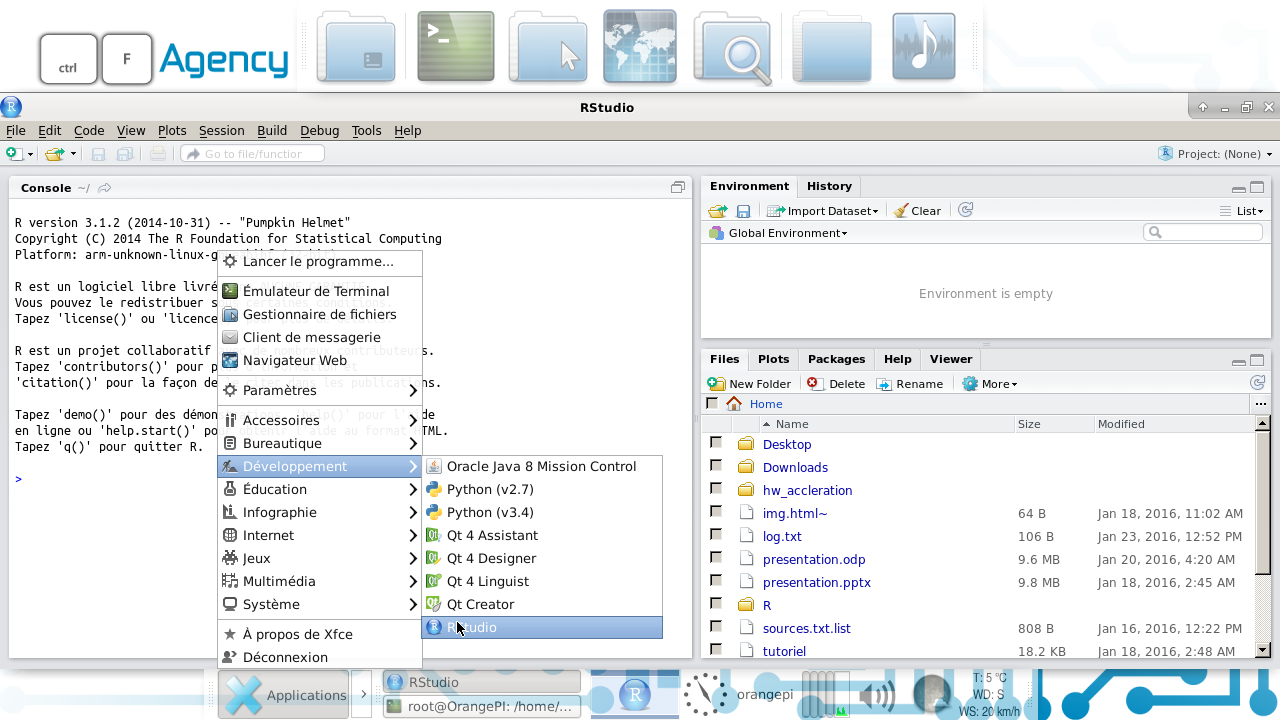 ctrl
F
Agency
RStudio
File Edit Code View Plots Session Build Debug Tools Help
Go to file/function
Project: (None)
Console ~/
R version 3.1.2 (2014-10-31) -- "Pumpkin Helmet"
Copyright (C) 2014 The R Foundation for Statistical Computing
Platform: arm-unknown-linux-g
R est un logiciel libre livré
Vous pouvez le redistribuer
Tapez 'license()' ou 'licence
R est un projet collaboratif
Tapez 'contributors()' pour
'citation()' pour la façon de
Tapez 'demo()' pour des
en ligne ou 'help.start()'
Tapez 'q()' pour quitter R.
>
Lancer le programme...
Émulateur de Terminal
Gestionnaire de fichiers
Client de messagerie
Navigateur Web
Paramètres
Accessoires
Bureautique
Développement
Éducation
Infographie
Internet
Jeux
Multimédia
Système
À propos de Xfce
Déconnexion
Oracle Java 8 Mission Control
Python (v2.7)
Python (v3.4)
Qt 4 Assistant
Qt 4 Designer
Qt 4 Linguist
Qt Creator
RStudio
Environment History
Import Dataset Clear List
Global Environment
Environment is empty
Files Plots Packages Help Viewer
New Folder Delete Rename More
Home ...
Name Size Modified
Desktop
Downloads
hw_accleration
img.html~ 64 B Jan 18, 2016, 11:02 AM
log.txt 106 B Jan 23, 2016, 12:52 PM
presentation.odp 9.6 MB Jan 20, 2016, 4:20 AM
presentation.pptx 9.8 MB Jan 18, 2016, 2:45 AM
R
sources.txt.list 808 B Jan 16, 2016, 12:22 PM
tutoriel 18.2 KB Jan 18, 2016, 2:48 AM
Applications
RStudio
root@OrangePI: /home/...
orangepi
T: 5 °C
WD: S
WS: 20 km/h